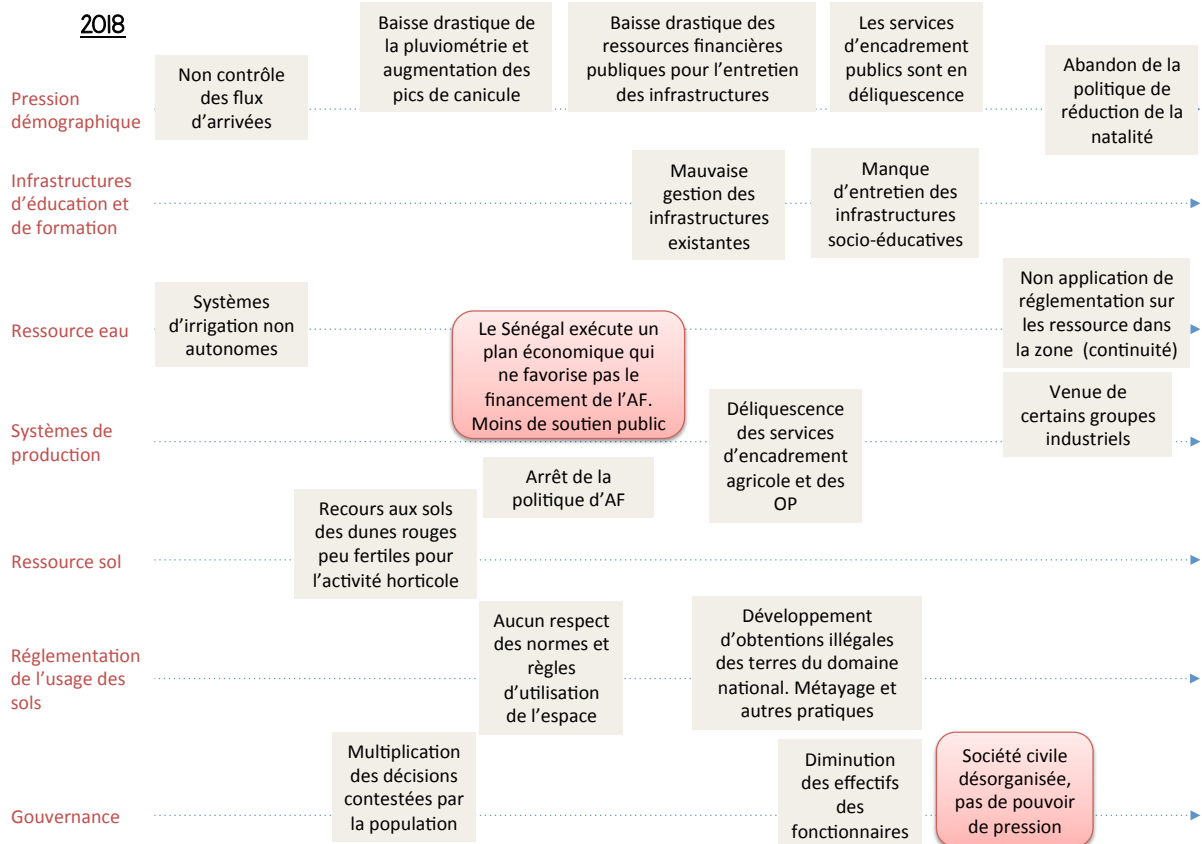 2018
Pression
démographique
Non contrôle
des flux
d'arrivées
Baisse drastique de
la pluviométrie et
augmentation des
pics de canicule
Baisse drastique des
ressources financières
publiques pour l'entretien
des infrastructures
Les services
d'encadrement
publics sont en
déliquescence
Abandon de la
politique de
réduction de la
natalité
Infrastructures
d'éducation et
de formation
Mauvaise
gestion des
infrastructures
existantes
Manque
d'entretien des
infrastructures
socio-éducatives
Ressource eau
Systèmes
d'irrigation non
autonomes
Le Sénégal exécute un
plan économique qui
ne favorise pas le
financement de l'AF.
Moins de soutien public
Non application de
réglementation sur
les ressource dans
la zone (continuité)
Systèmes de
production
Arrêt de la
politique d'AF
Déliquescence
des services
d'encadrement
agricole et des
OP
Venue de
certains groupes
industriels
Ressource sol
Recours aux sols
des dunes rouges
peu fertiles pour
l'activité horticole
Réglementation
de l'usage des
sols
Aucun respect
des normes et
règles
d'utilisation
de l'espace
Développement
d'obtentions illégales
des terres du domaine
national. Métayage et
autres pratiques
Gouvernance
Multiplication
des décisions
contestées par
la population
Diminution
des effectifs
des
fonctionnaires
Société civile
désorganisée,
pas de pouvoir
de pression